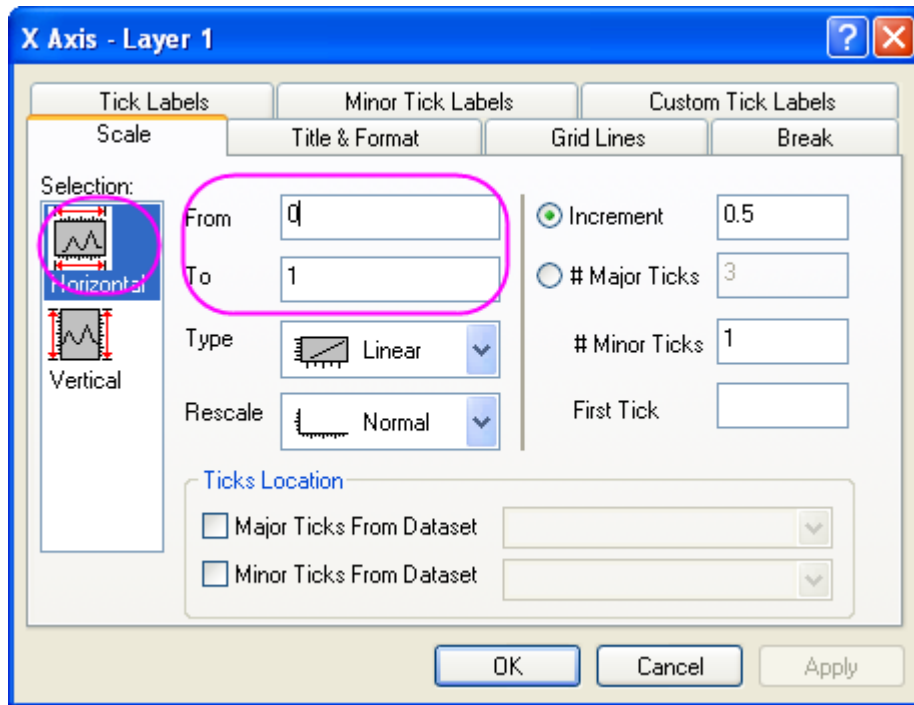 X Axis - Layer 1
Tick Labels Minor Tick Labels Custom Tick Labels
Scale Title & Format Grid Lines Break
Selection:
Horizontal
Vertical
From 0
To 1
Type Linear
Rescale Normal
Increment 0.5
# Major Ticks 3
# Minor Ticks 1
First Tick
Ticks Location
Major Ticks From Dataset
Minor Ticks From Dataset
OK Cancel Apply